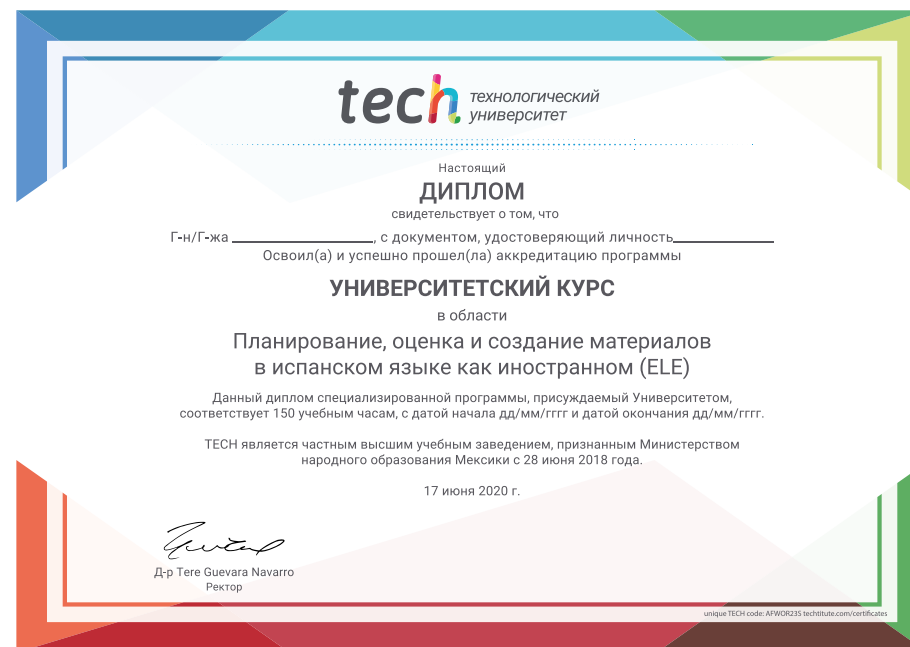 tech технологический
университет
Настоящий
ДИПЛОМ
свидетельствует о том, что
Г-н/Г-жа ____________________, с документом, удостоверяющий личность______________
Освоил(а) и успешно прошел(ла) аккредитацию программы
УНИВЕРСИТЕТСКИЙ КУРС
в области
Планирование, оценка и создание материалов
в испанском языке как иностранном (ELE)
Данный диплом специализированной программы, присуждаемый Университетом,
соответствует 150 учебным часам, с датой начала дд/мм/гггг и датой окончания дд/мм/гггг.
TECH является частным высшим учебным заведением, признанным Министерством
народного образования Мексики с 28 июня 2018 года.
17 июня 2020 г.
Д-р Tere Guevara Navarro
Ректор
unique TECH code: AFWOR23S techtitute.com/certificates